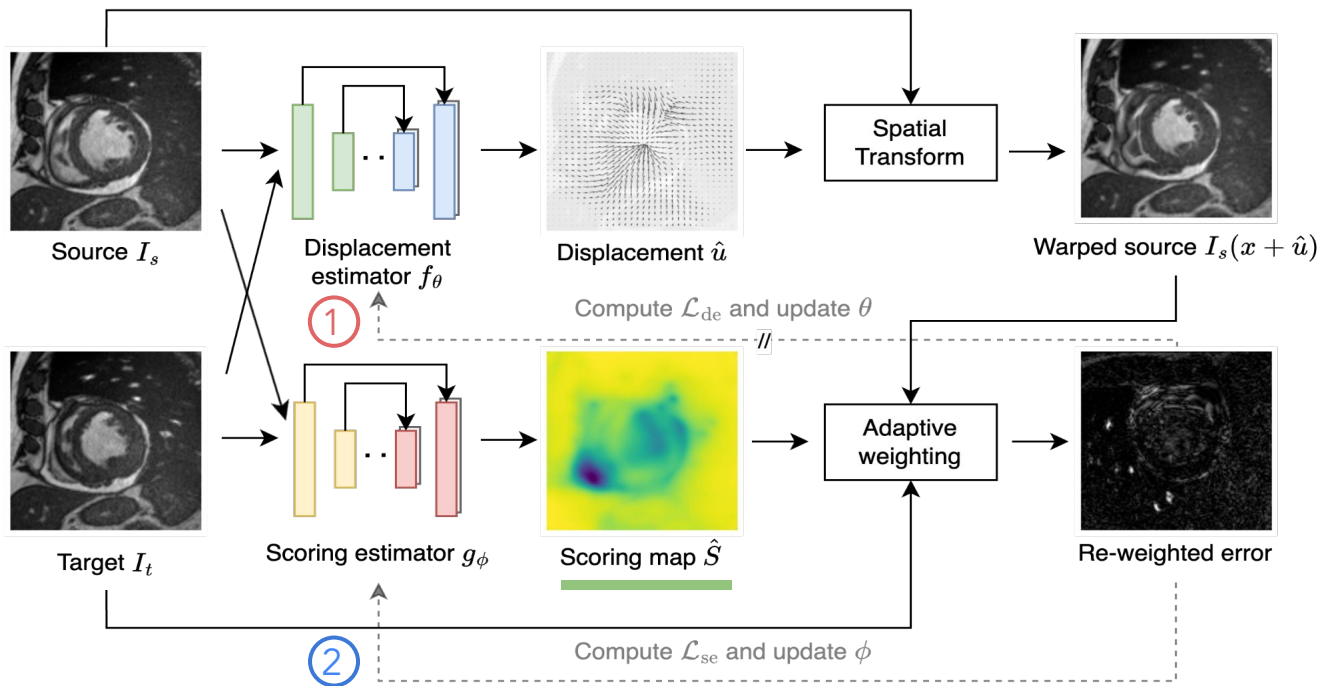 Spatial
Transform
Source $I_s$
Displacement
estimator $f_\theta$
Displacement $\hat{u}$
Warped source $I_s(x + \hat{u})$
1
Compute $\mathcal{L}_{\mathrm{de}}$ and update $\theta$
//
Adaptive
weighting
Target $I_t$
Scoring estimator $g_\phi$
Scoring map $\hat{S}$
Re-weighted error
2
Compute $\mathcal{L}_{\mathrm{se}}$ and update $\phi$